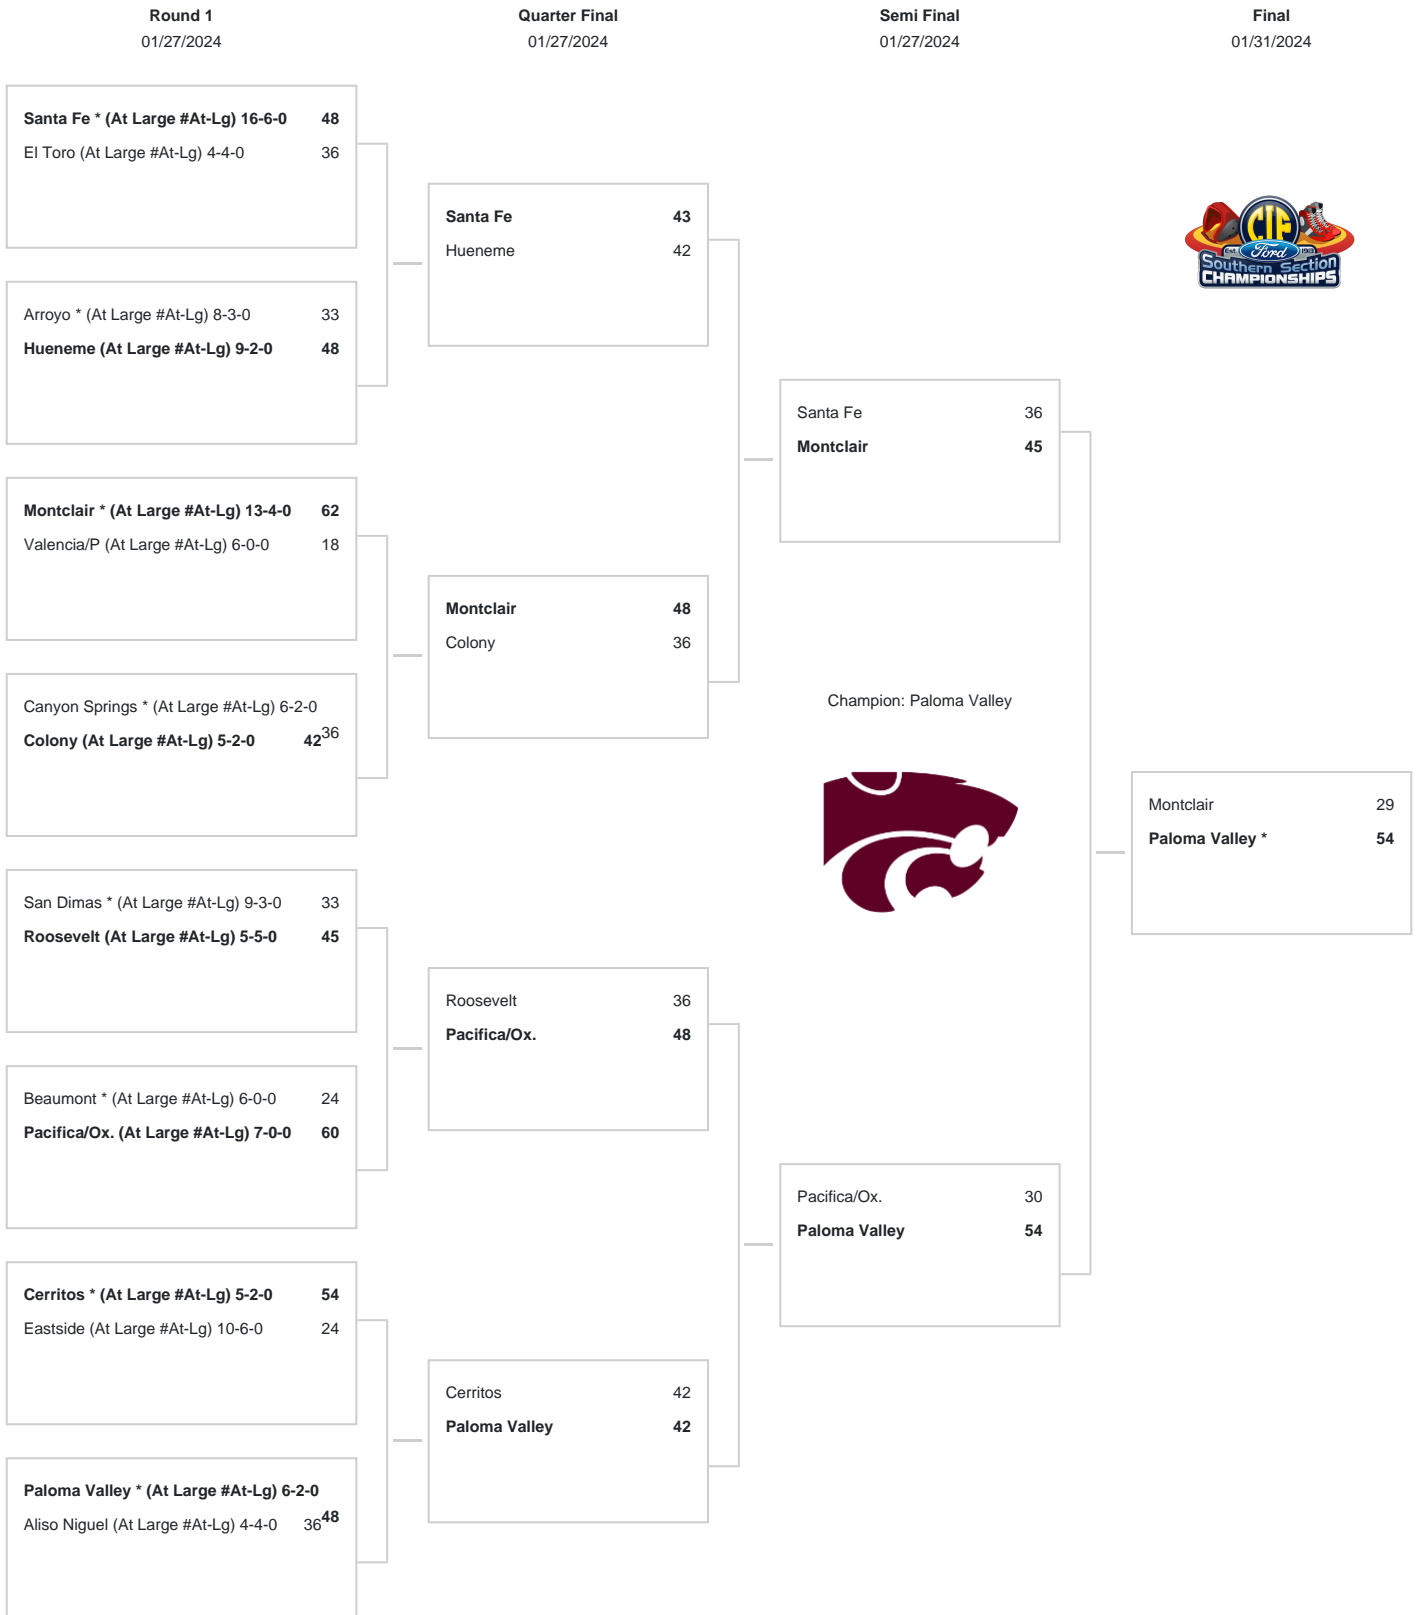 Round 1
01/27/2024
Quarter Final
01/27/2024
Semi Final
01/27/2024
Final
01/31/2024
Santa Fe * (At Large #At-Lg) 16-6-0 48
El Toro (At Large #At-Lg) 4-4-0 36
Arroyo * (At Large #At-Lg) 8-3-0 33
Hueneme (At Large #At-Lg) 9-2-0 48
Montclair * (At Large #At-Lg) 13-4-0 62
Valencia/P (At Large #At-Lg) 6-0-0 18
Canyon Springs * (At Large #At-Lg) 6-2-0 36
Colony (At Large #At-Lg) 5-2-0 42
San Dimas * (At Large #At-Lg) 9-3-0 33
Roosevelt (At Large #At-Lg) 5-5-0 45
Beaumont * (At Large #At-Lg) 6-0-0 24
Pacifica/Ox. (At Large #At-Lg) 7-0-0 60
Cerritos * (At Large #At-Lg) 5-2-0 54
Eastside (At Large #At-Lg) 10-6-0 24
Paloma Valley * (At Large #At-Lg) 6-2-0 48
Aliso Niguel (At Large #At-Lg) 4-4-0 36
Santa Fe 43
Hueneme 42
Montclair 48
Colony 36
Roosevelt 36
Pacifica/Ox. 48
Cerritos 42
Paloma Valley 42
Santa Fe 36
Montclair 45
Champion: Paloma Valley
Pacifica/Ox. 30
Paloma Valley 54
CIF
Est. Ford 1913
Southern Section
CHAMPIONSHIPS
Montclair 29
Paloma Valley * 54